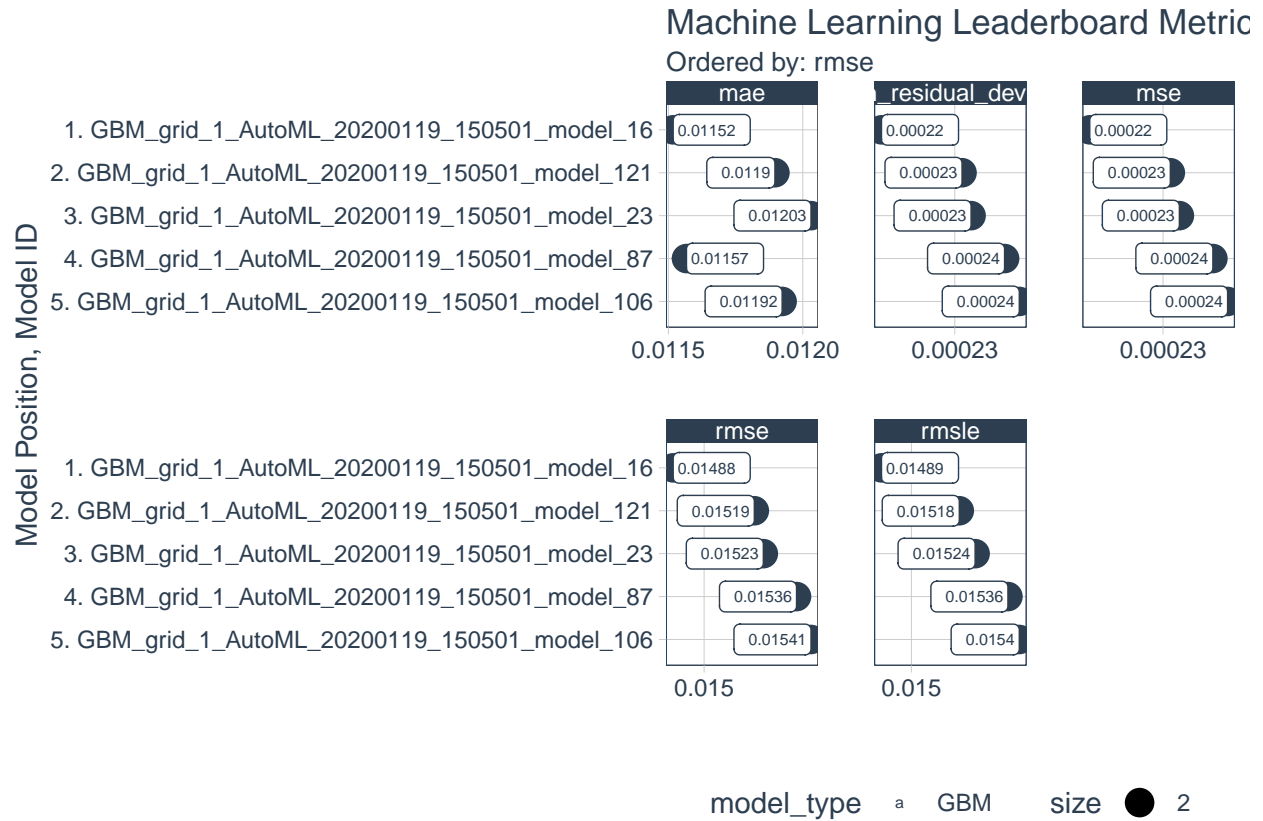 Machine Learning Leaderboard Metric
Ordered by: rmse
mae
_residual_dev
mse
Model Position, Model ID
1. GBM_grid_1_AutoML_20200119_150501_model_16
0.01152
0.00022
0.00022
2. GBM_grid_1_AutoML_20200119_150501_model_121
0.0119
0.00023
0.00023
3. GBM_grid_1_AutoML_20200119_150501_model_23
0.01203
0.00023
0.00023
4. GBM_grid_1_AutoML_20200119_150501_model_87
0.01157
0.00024
0.00024
5. GBM_grid_1_AutoML_20200119_150501_model_106
0.01192
0.00024
0.00024
0.0115 0.0120
0.00023
0.00023
rmse
rmsle
1. GBM_grid_1_AutoML_20200119_150501_model_16
0.01488
0.01489
2. GBM_grid_1_AutoML_20200119_150501_model_121
0.01519
0.01518
3. GBM_grid_1_AutoML_20200119_150501_model_23
0.01523
0.01524
4. GBM_grid_1_AutoML_20200119_150501_model_87
0.01536
0.01536
5. GBM_grid_1_AutoML_20200119_150501_model_106
0.01541
0.0154
0.015
0.015
model_type a GBM size 2